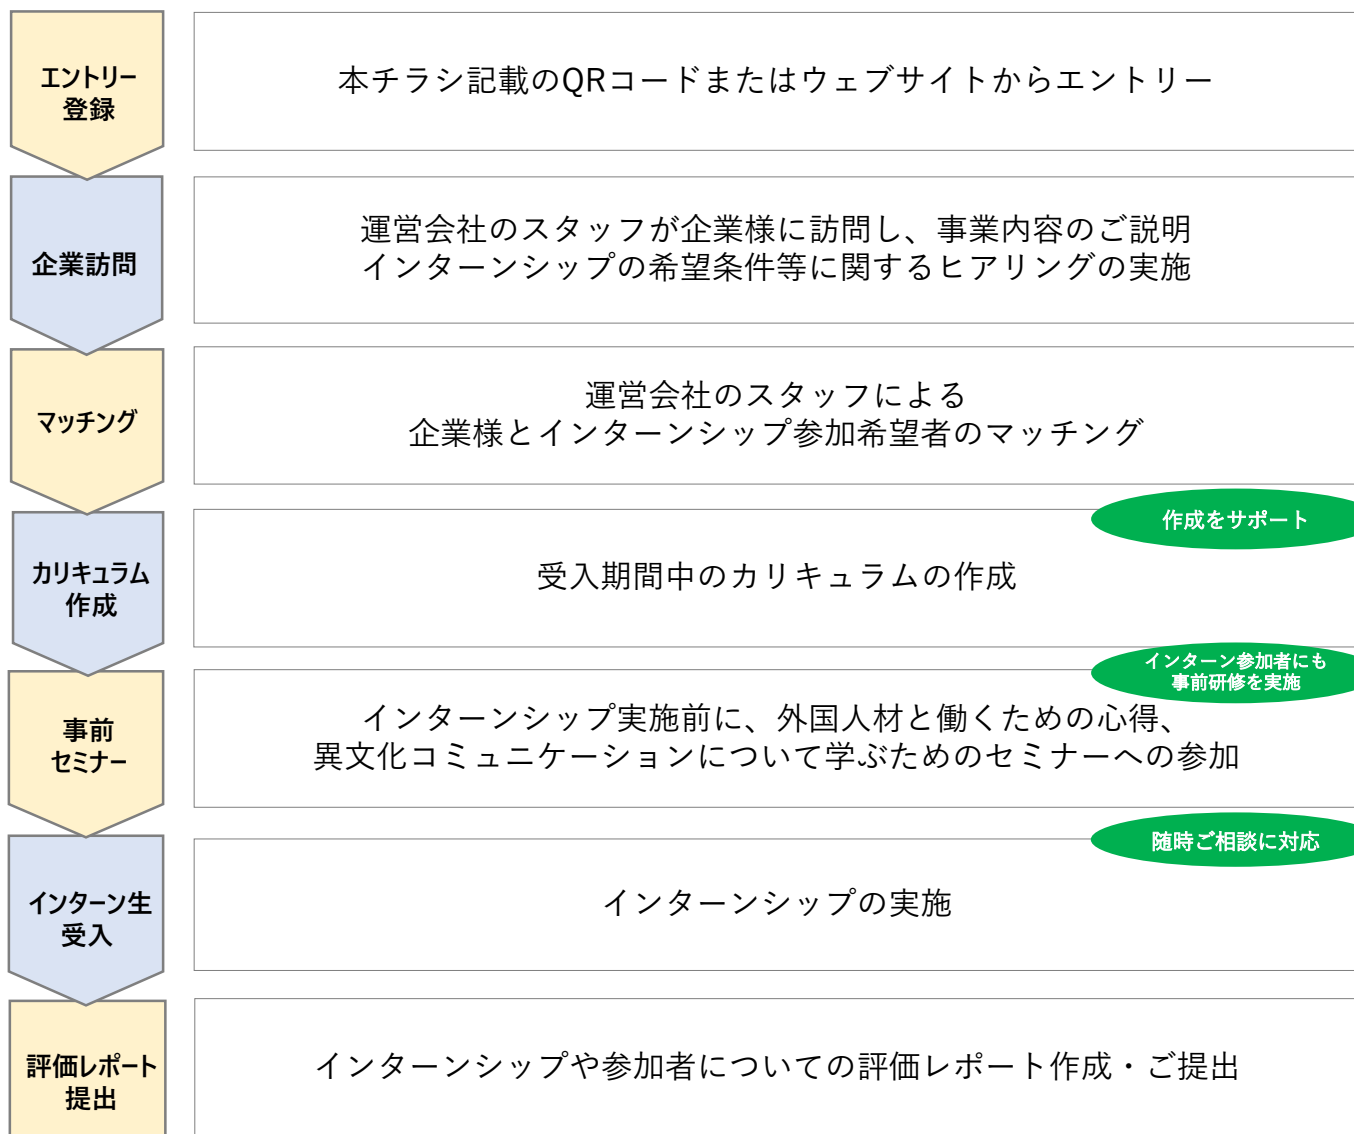 エントリー
登録
本チラシ記載のQRコードまたはウェブサイトからエントリー
企業訪問
運営会社のスタッフが企業様に訪問し、事業内容のご説明
インターンシップの希望条件等に関するヒアリングの実施
マッチング
運営会社のスタッフによる
企業様とインターンシップ参加希望者のマッチング
作成をサポート
カリキュラム
作成
受入期間中のカリキュラムの作成
インターン参加者にも
事前研修を実施
事前
セミナー
インターンシップ実施前に、外国人材と働くための心得、
異文化コミュニケーションについて学ぶためのセミナーへの参加
随時ご相談に対応
インターン生
受入
インターンシップの実施
評価レポート
提出
インターンシップや参加者についての評価レポート作成・ご提出